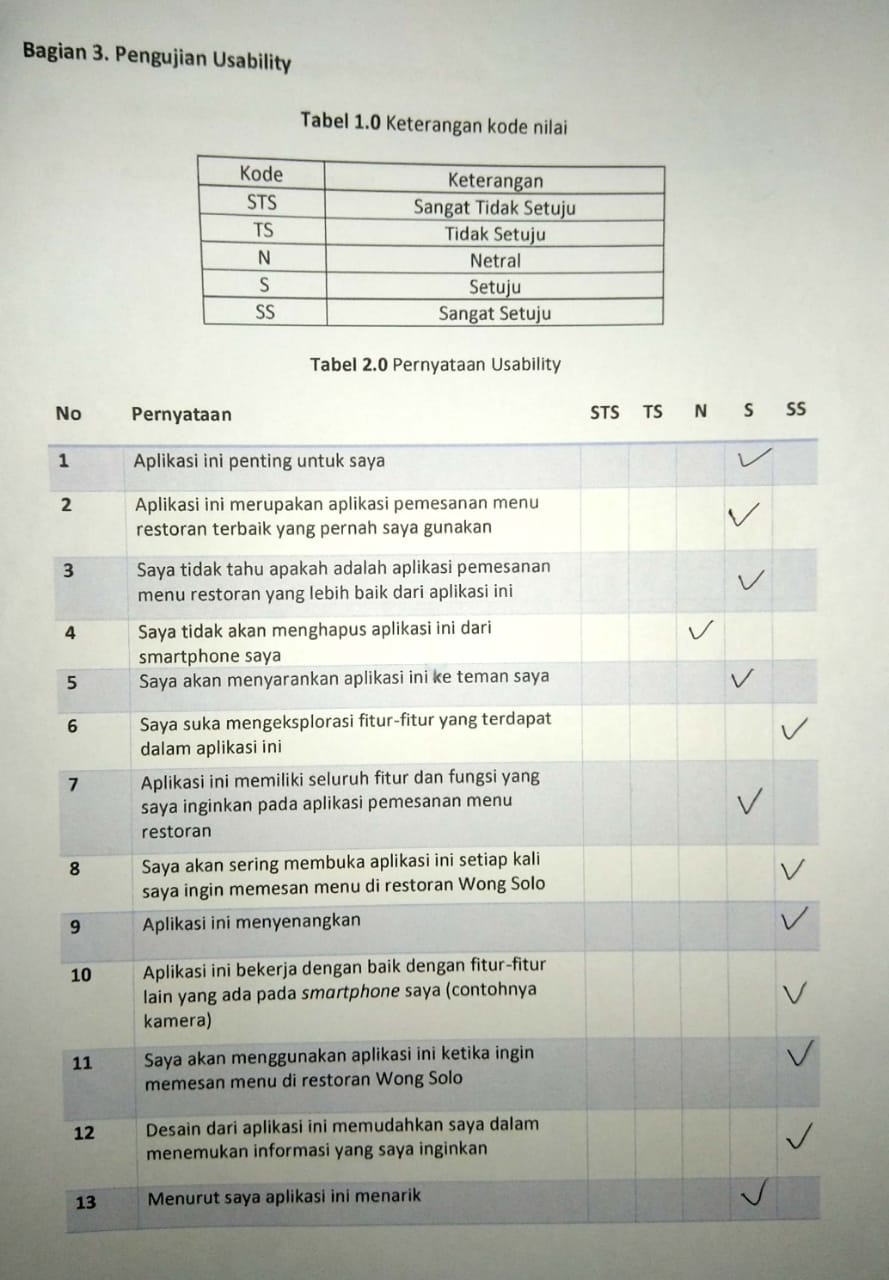 Bagian 3. Pengujian Usability
Tabel 1.0 Keterangan kode nilai
Kode Keterangan
STS Sangat Tidak Setuju
TS Tidak Setuju
N Netral
S Setuju
SS Sangat Setuju
Tabel 2.0 Pernyataan Usability
No Pernyataan STS TS N S SS
1 Aplikasi ini penting untuk saya ✓
2 Aplikasi ini merupakan aplikasi pemesanan menu
restoran terbaik yang pernah saya gunakan ✓
3 Saya tidak tahu apakah adalah aplikasi pemesanan
menu restoran yang lebih baik dari aplikasi ini ✓
4 Saya tidak akan menghapus aplikasi ini dari
smartphone saya ✓
5 Saya akan menyarankan aplikasi ini ke teman saya ✓
6 Saya suka mengeksplorasi fitur-fitur yang terdapat
dalam aplikasi ini ✓
7 Aplikasi ini memiliki seluruh fitur dan fungsi yang
saya inginkan pada aplikasi pemesanan menu
restoran ✓
8 Saya akan sering membuka aplikasi ini setiap kali
saya ingin memesan menu di restoran Wong Solo ✓
9 Aplikasi ini menyenangkan ✓
10 Aplikasi ini bekerja dengan baik dengan fitur-fitur
lain yang ada pada smartphone saya (contohnya
kamera) ✓
11 Saya akan menggunakan aplikasi ini ketika ingin
memesan menu di restoran Wong Solo ✓
12 Desain dari aplikasi ini memudahkan saya dalam
menemukan informasi yang saya inginkan ✓
13 Menurut saya aplikasi ini menarik ✓